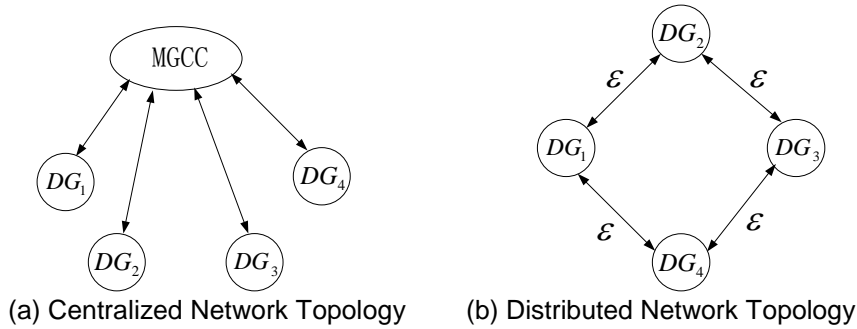 MGCC
DG₁
DG₂
DG₃
DG₄
(a) Centralized Network Topology
DG₂
ε
ε
DG₁
DG₃
ε
ε
DG₄
(b) Distributed Network Topology